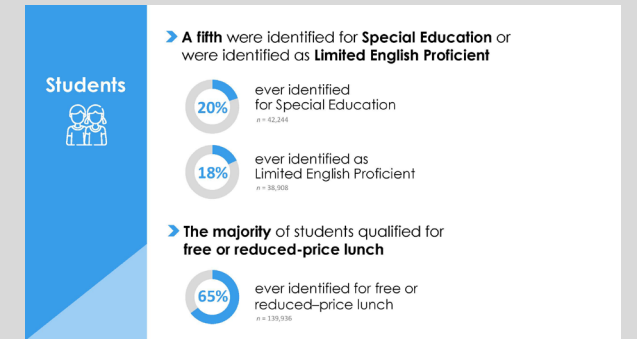 Students
A fifth were identified for Special Education or
were identified as Limited English Proficient
20%
ever identified
for Special Education
n = 42,244
18%
ever identified as
Limited English Proficient
n = 38,908
The majority of students qualified for
free or reduced-price lunch
65%
ever identified for free or
reduced–price lunch
n = 139,936